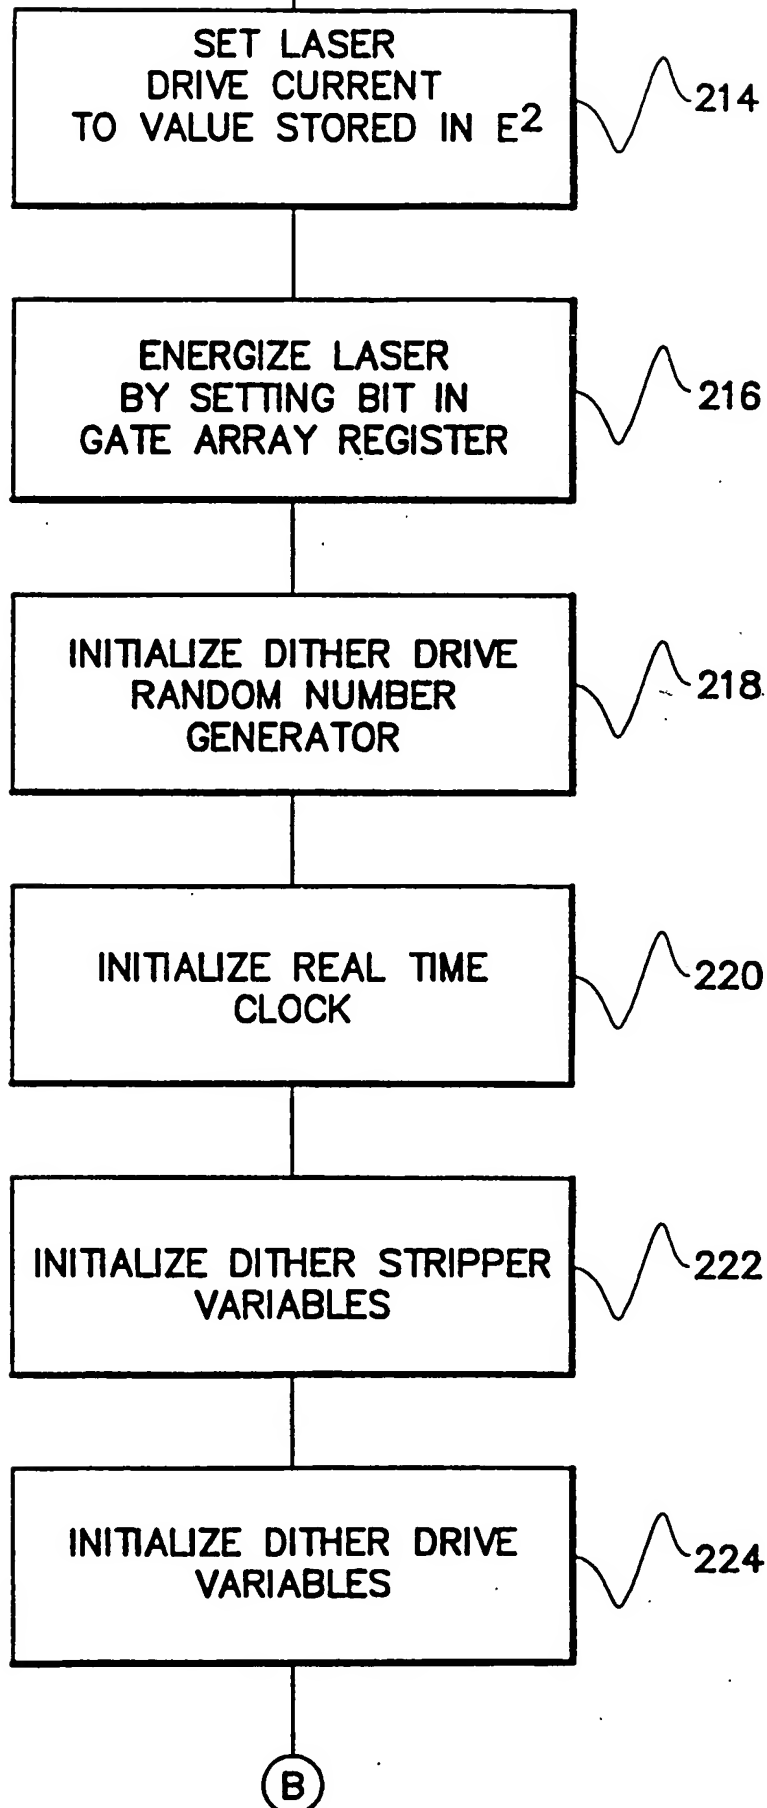 SET LASER
DRIVE CURRENT
TO VALUE STORED IN E2
214
ENERGIZE LASER
BY SETTING BIT IN
GATE ARRAY REGISTER
216
INITIALIZE DITHER DRIVE
RANDOM NUMBER
GENERATOR
218
INITIALIZE REAL TIME
CLOCK
220
INITIALIZE DITHER STRIPPER
VARIABLES
222
INITIALIZE DITHER DRIVE
VARIABLES
224
B